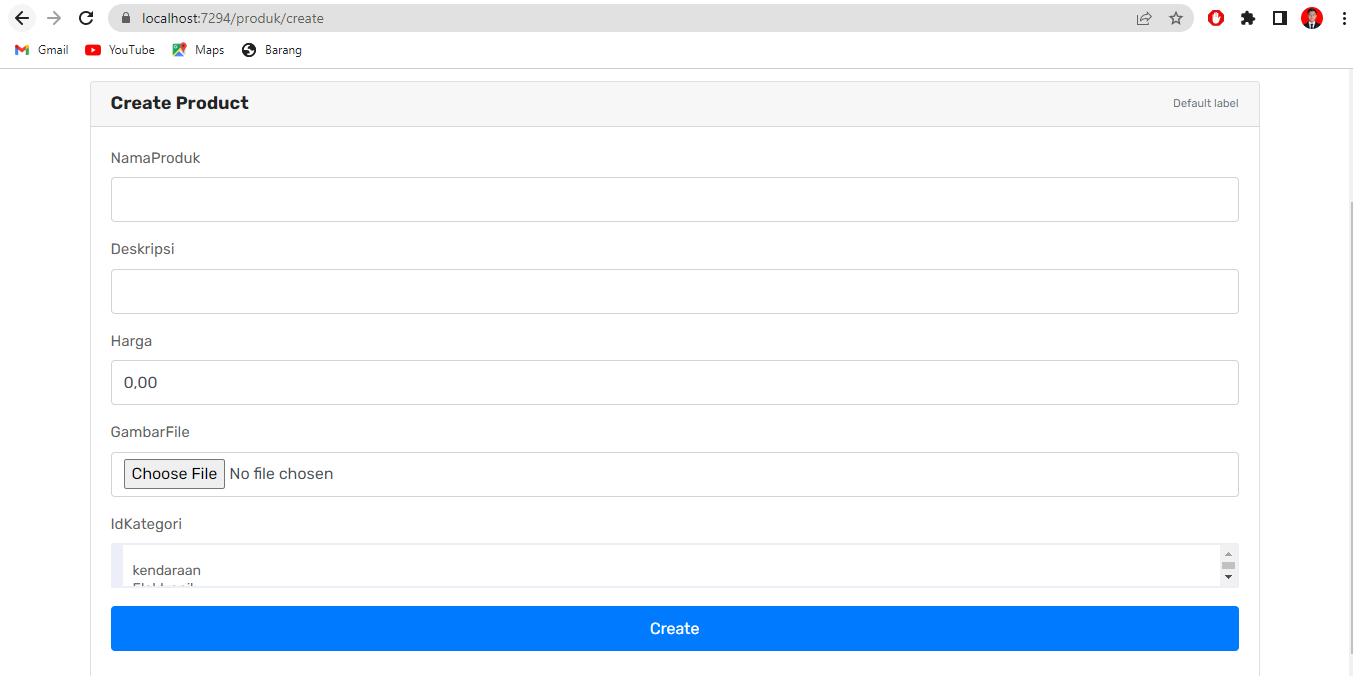 localhost:7294/produk/create
Gmail YouTube Maps Barang
Create Product Default label
NamaProduk
Deskripsi
Harga
0,00
GambarFile
Choose File No file chosen
IdKategori
kendaraan
Create